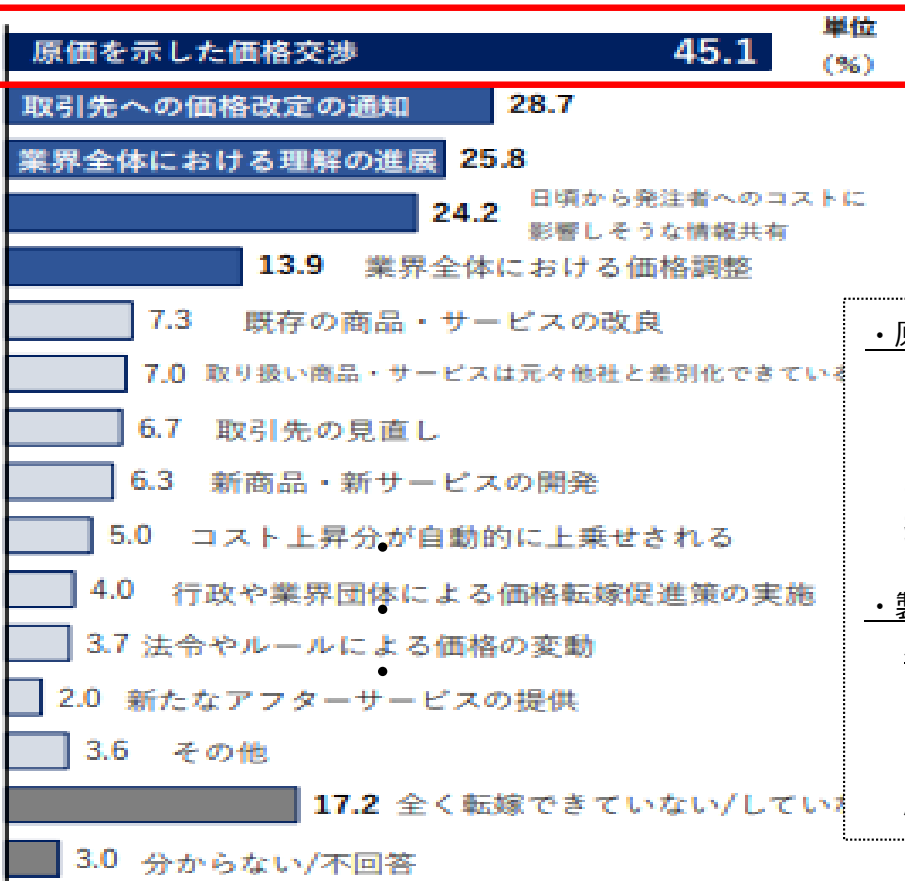 単位
(%)
原価を示した価格交渉 45.1
取引先への価格改定の通知 28.7
業界全体における理解の進展 25.8
24.2 日頃から発注者へのコストに
影響しそうな情報共有
13.9 業界全体における価格調整
7.3 既存の商品・サービスの改良
7.0 取り扱い商品・サービスは元々他社と差別化できてい
6.7 取引先の見直し
6.3 新商品・新サービスの開発
5.0 コスト上昇分が自動的に上乗せされる
4.0 行政や業界団体による価格転嫁促進策の実施
3.7 法令やルールによる価格の変動
2.0 新たなアフターサービスの提供
3.6 その他
17.2 全く転嫁できていない/してい
3.0 分からない/不回答